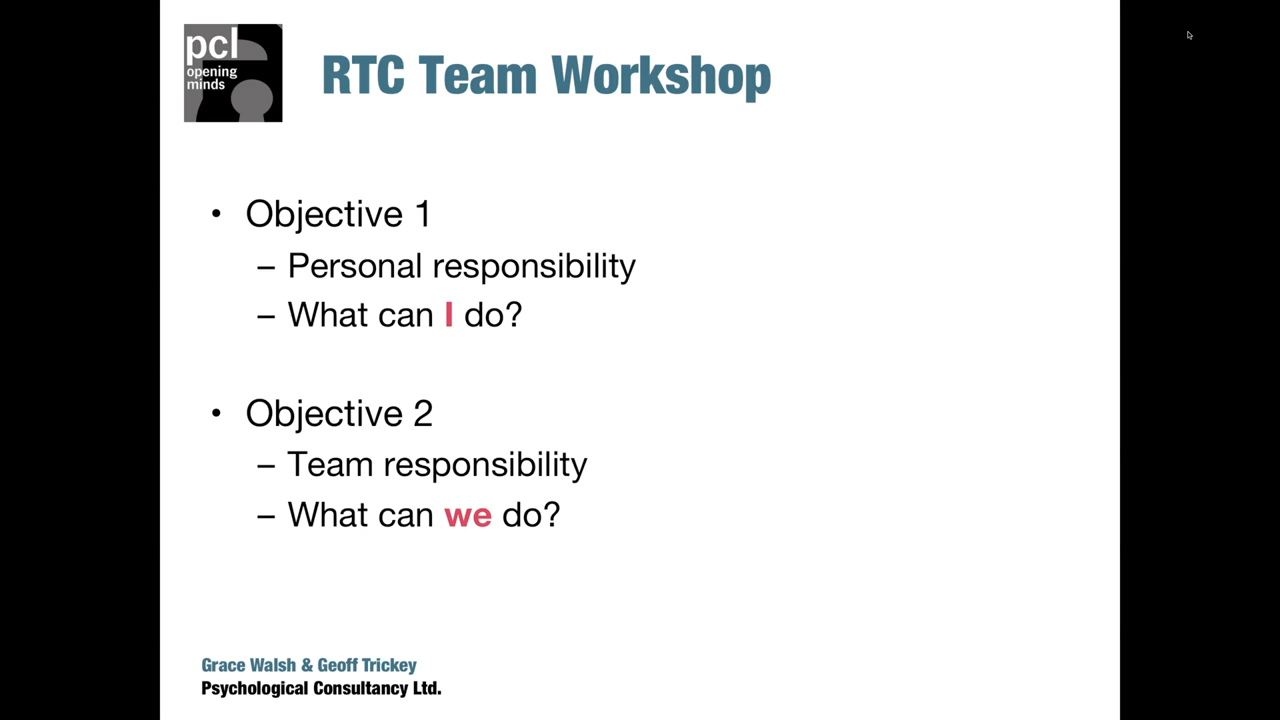 pcl
opening
minds
RTC Team Workshop
• Objective 1
– Personal responsibility
– What can I do?
• Objective 2
– Team responsibility
– What can we do?
Grace Walsh & Geoff Trickey
Psychological Consultancy Ltd.